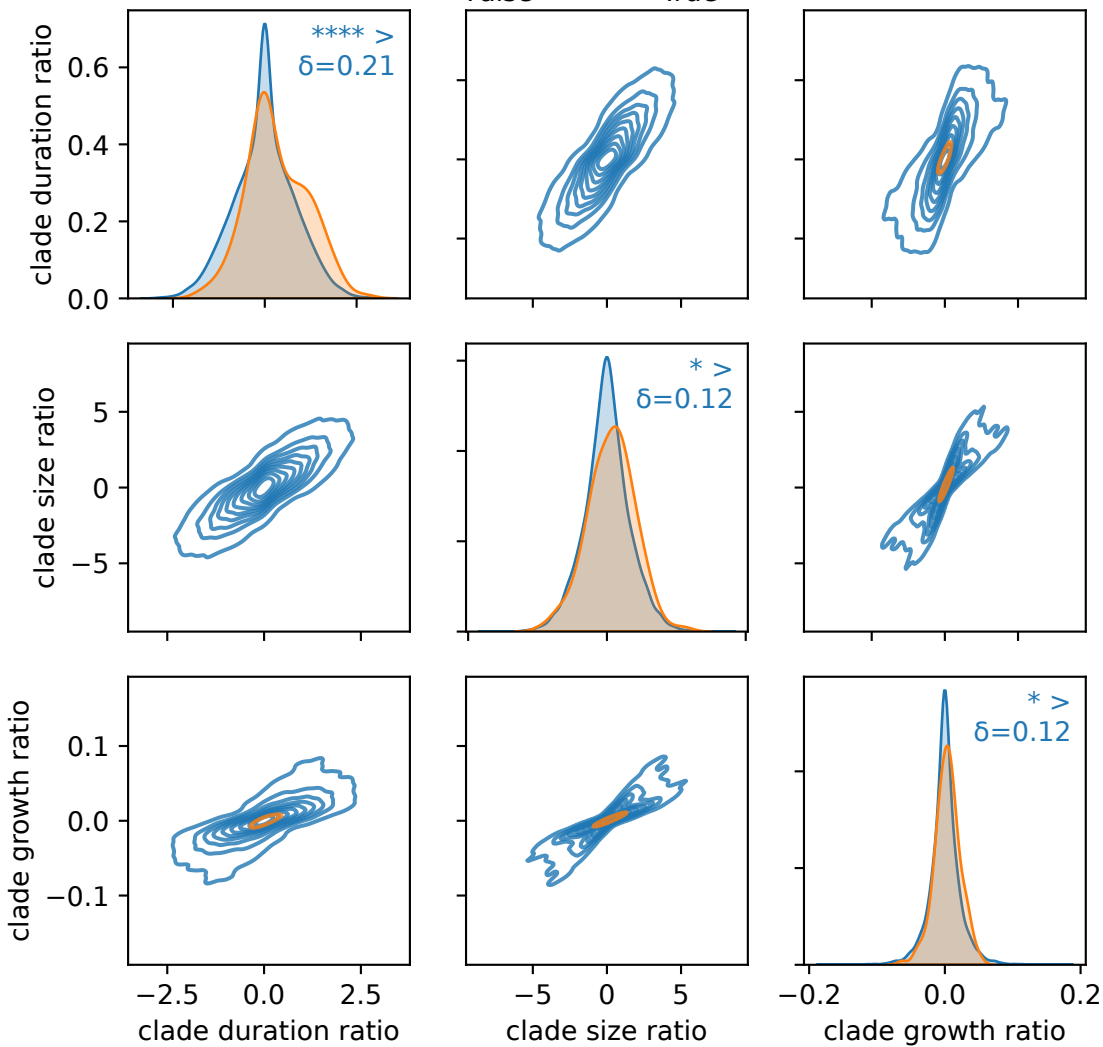 False True
clade duration ratio
0.6
0.4
0.2
0.0
**** >
δ=0.21
clade size ratio
5
0
−5
* >
δ=0.12
clade growth ratio
0.1
0.0
−0.1
* >
δ=0.12
−2.5 0.0 2.5
−5 0 5
−0.2 0.0 0.2
clade duration ratio
clade size ratio
clade growth ratio